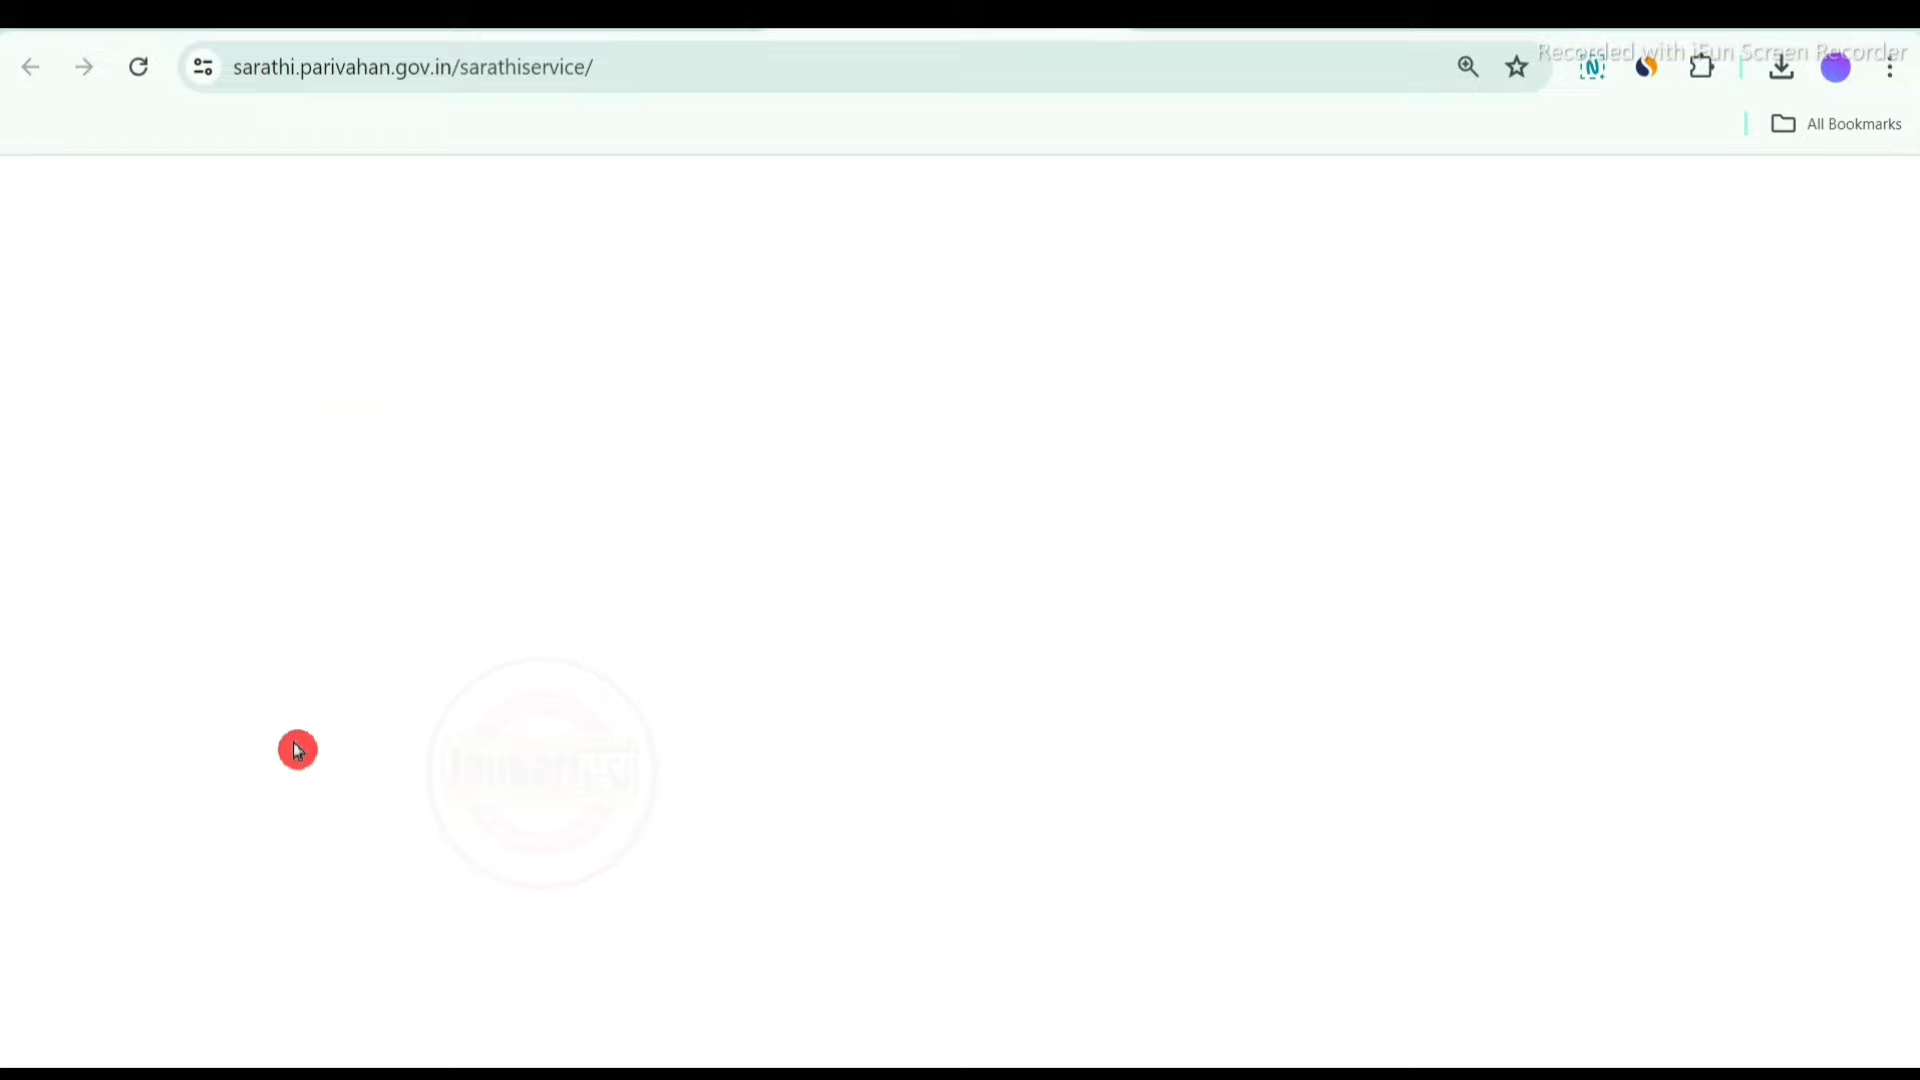 Recorded with iFun Screen Recorder
sarathi.parivahan.gov.in/sarathiservice/
All Bookmarks